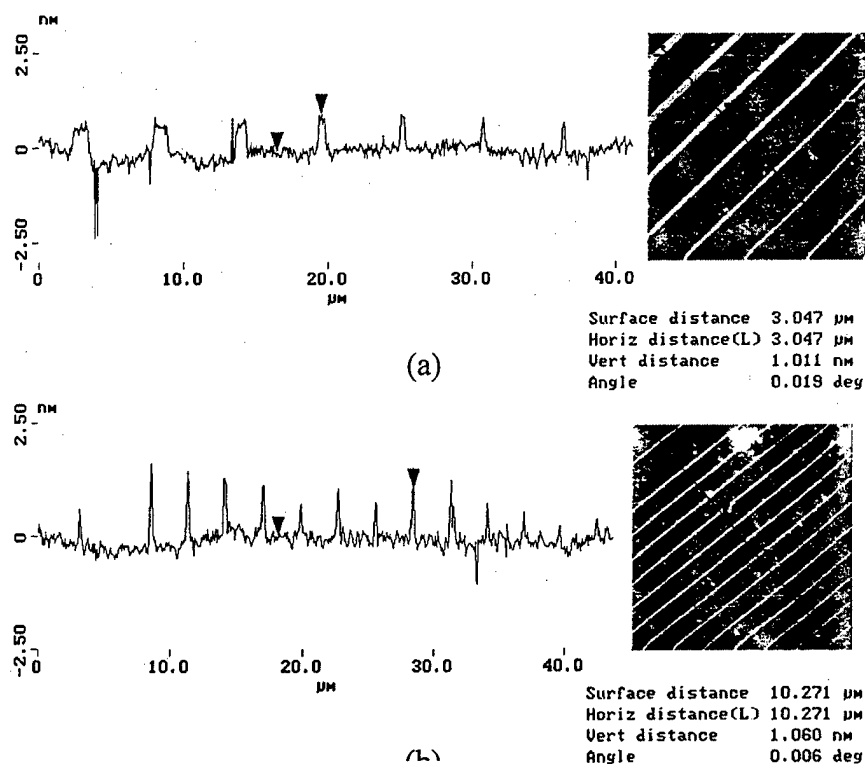 nm
2.50
0
-2.50
0 10.0 20.0 30.0 40.0
μm
Surface distance 3.047 μm
Horiz distance(L) 3.047 μm
Vert distance 1.011 nm
Angle 0.019 deg
(a)
nm
2.50
0
-2.50
0 10.0 20.0 30.0 40.0
μm
Surface distance 10.271 μm
Horiz distance(L) 10.271 μm
Vert distance 1.060 nm
Angle 0.006 deg
(b)